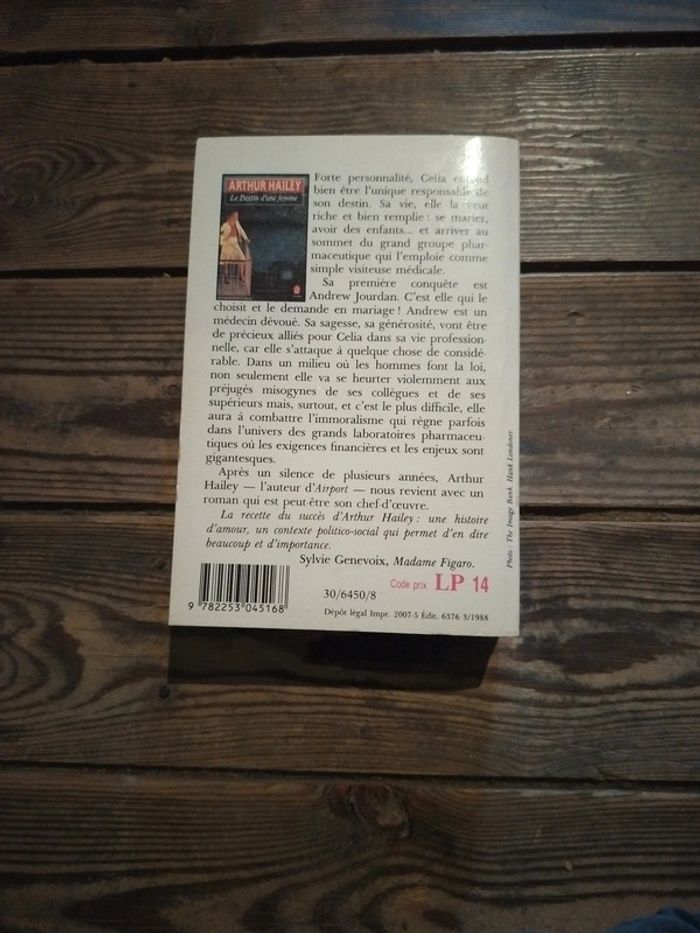 ARTHUR HAILEY
Le Destin d'une femme
Forte personnalité, Celia entend
bien être l'unique responsable de
son destin. Sa vie, elle la veut
riche et bien remplie : se marier,
avoir des enfants... et arriver au
sommet du grand groupe phar-
maceutique qui l'emploie comme
simple visiteuse médicale.
Sa première conquête est
Andrew Jourdan. C'est elle qui le
choisit et le demande en mariage ! Andrew est un
médecin dévoué. Sa sagesse, sa générosité, vont être
de précieux alliés pour Celia dans sa vie profession-
nelle, car elle s'attaque à quelque chose de considé-
rable. Dans un milieu où les hommes font la loi,
non seulement elle va se heurter violemment aux
préjugés misogynes de ses collègues et de ses
supérieurs mais, surtout, et c'est le plus difficile, elle
aura à combattre l'immoralisme qui règne parfois
dans l'univers des grands laboratoires pharmaceu-
tiques où les exigences financières et les enjeux sont
gigantesques.
Après un silence de plusieurs années, Arthur
Hailey — l'auteur d'Airport — nous revient avec un
roman qui est peut-être son chef-d'œuvre.
La recette du succès d'Arthur Hailey : une histoire
d'amour, un contexte politico-social qui permet d'en dire
beaucoup et d'importance.
Sylvie Genevoix, Madame Figaro.
Photo : The Image Bank. Hank Londoner.
Code prix LP 14
30/6450/8
9 782253 045168
Dépôt légal Impr. 2007-5 Édit. 6376 3/1988